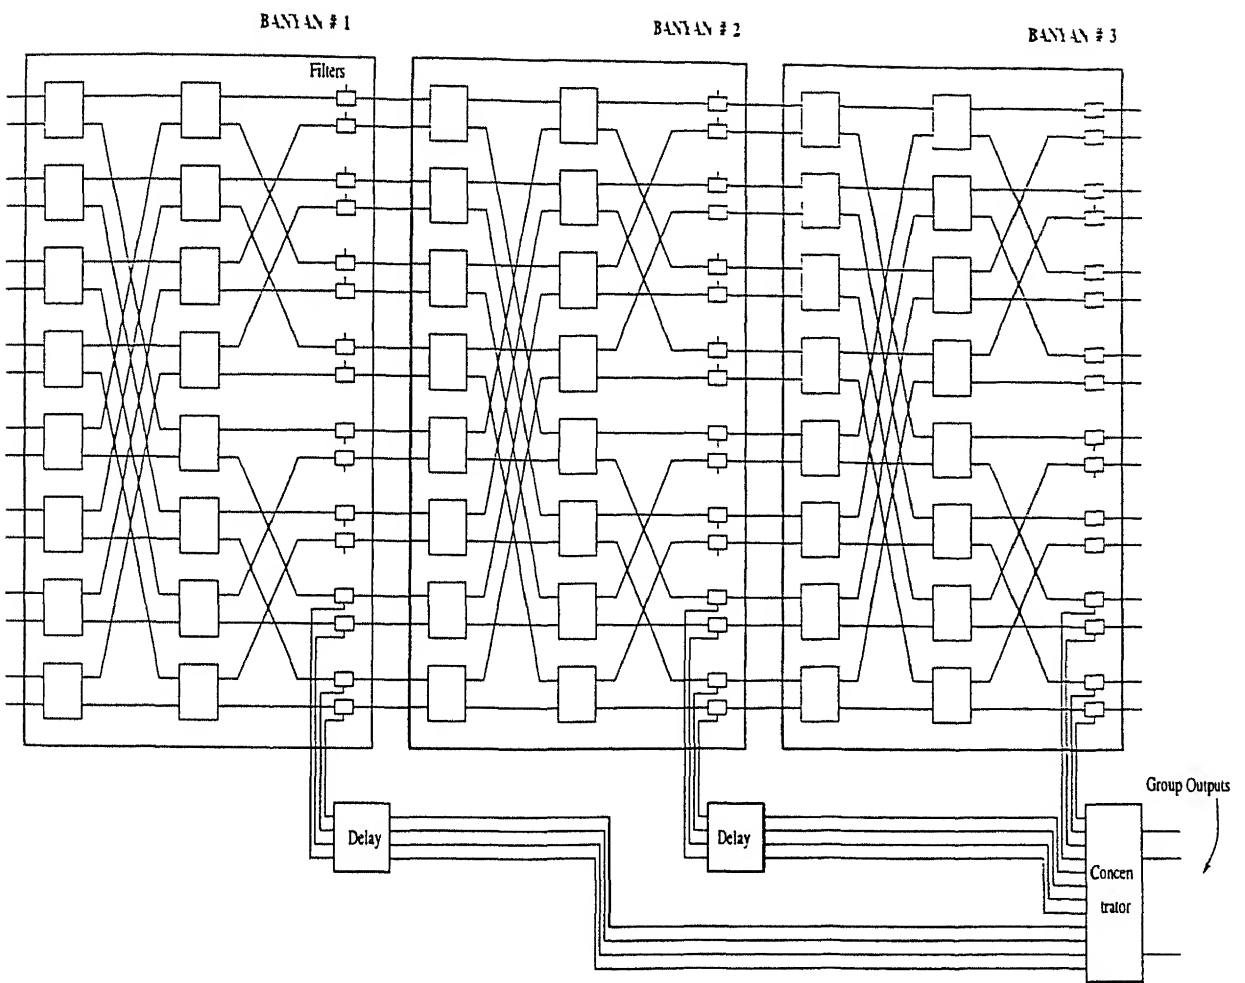 BANYAN # 1
BANYAN # 2
BANYAN # 3
Filters
Group Outputs
Delay
Delay
Concen
trator